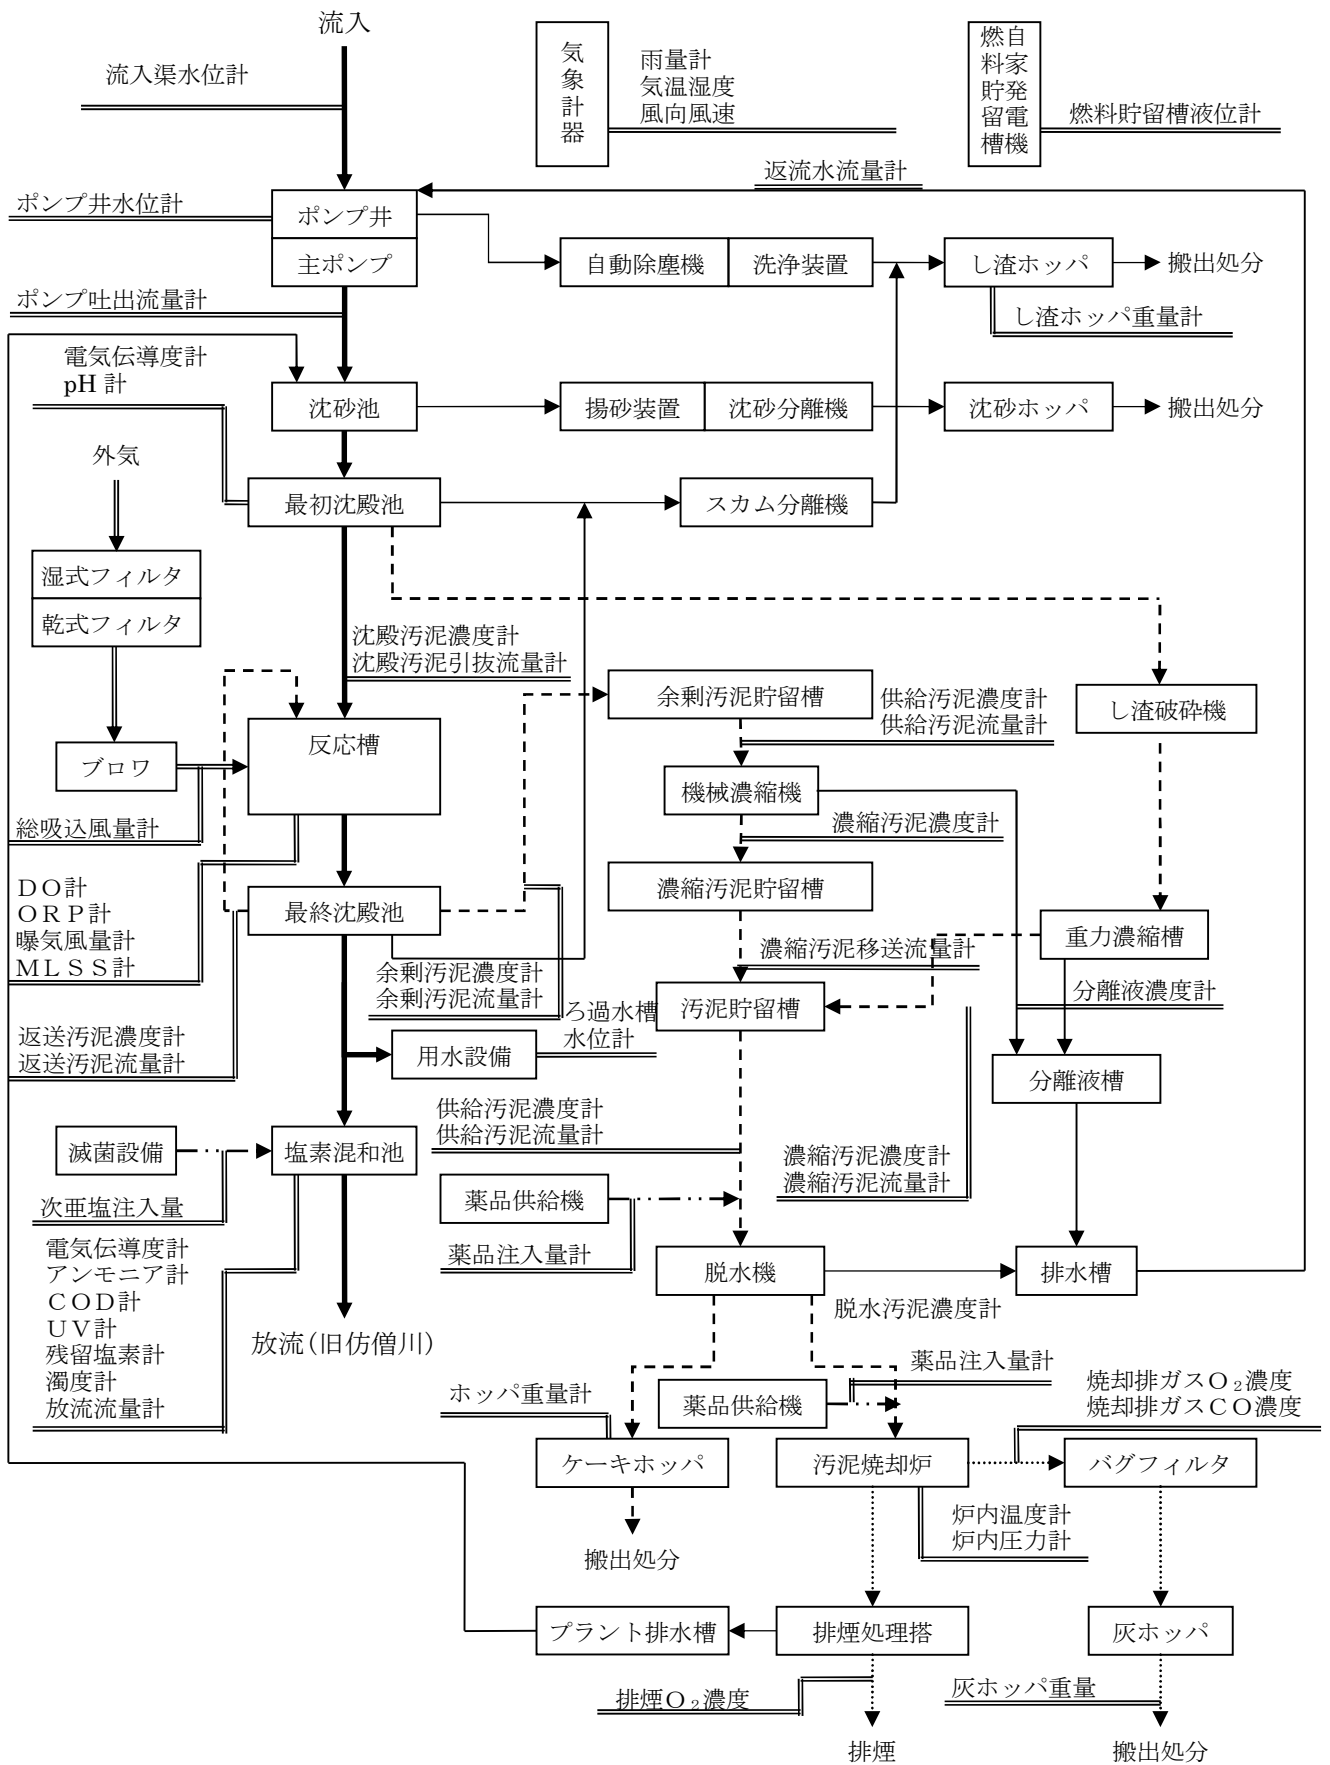 流入
流入渠水位計
気象計器
雨量計
気温湿度
風向風速
自家発電機
燃料貯留槽
燃料貯留槽液位計
返流水流量計
ポンプ井水位計
ポンプ井
主ポンプ
自動除塵機
洗浄装置
し渣ホッパ
搬出処分
ポンプ吐出流量計
し渣ホッパ重量計
電気伝導度計
pH 計
沈砂池
揚砂装置
沈砂分離機
沈砂ホッパ
搬出処分
外気
最初沈殿池
スカム分離機
湿式フィルタ
乾式フィルタ
沈殿汚泥濃度計
沈殿汚泥引抜流量計
余剰汚泥貯留槽
供給汚泥濃度計
供給汚泥流量計
し渣破砕機
反応槽
ブロワ
機械濃縮機
総吸込風量計
濃縮汚泥濃度計
DO計
ORP計
曝気風量計
MLSS計
最終沈殿池
濃縮汚泥貯留槽
重力濃縮槽
濃縮汚泥移送流量計
余剰汚泥濃度計
余剰汚泥流量計
汚泥貯留槽
分離液濃度計
返送汚泥濃度計
返送汚泥流量計
用水設備
ろ過水槽
水位計
分離液槽
供給汚泥濃度計
供給汚泥流量計
滅菌設備
塩素混和池
濃縮汚泥濃度計
濃縮汚泥流量計
次亜塩注入量
薬品供給機
薬品注入量計
電気伝導度計
アンモニア計
COD計
UV計
残留塩素計
濁度計
放流流量計
脱水機
排水槽
脱水汚泥濃度計
放流(旧仿僧川)
薬品注入量計
ホッパ重量計
薬品供給機
焼却排ガスO₂濃度
焼却排ガスCO濃度
ケーキホッパ
汚泥焼却炉
バグフィルタ
炉内温度計
炉内圧力計
搬出処分
プラント排水槽
排煙処理搭
灰ホッパ
排煙O₂濃度
灰ホッパ重量
排煙
搬出処分